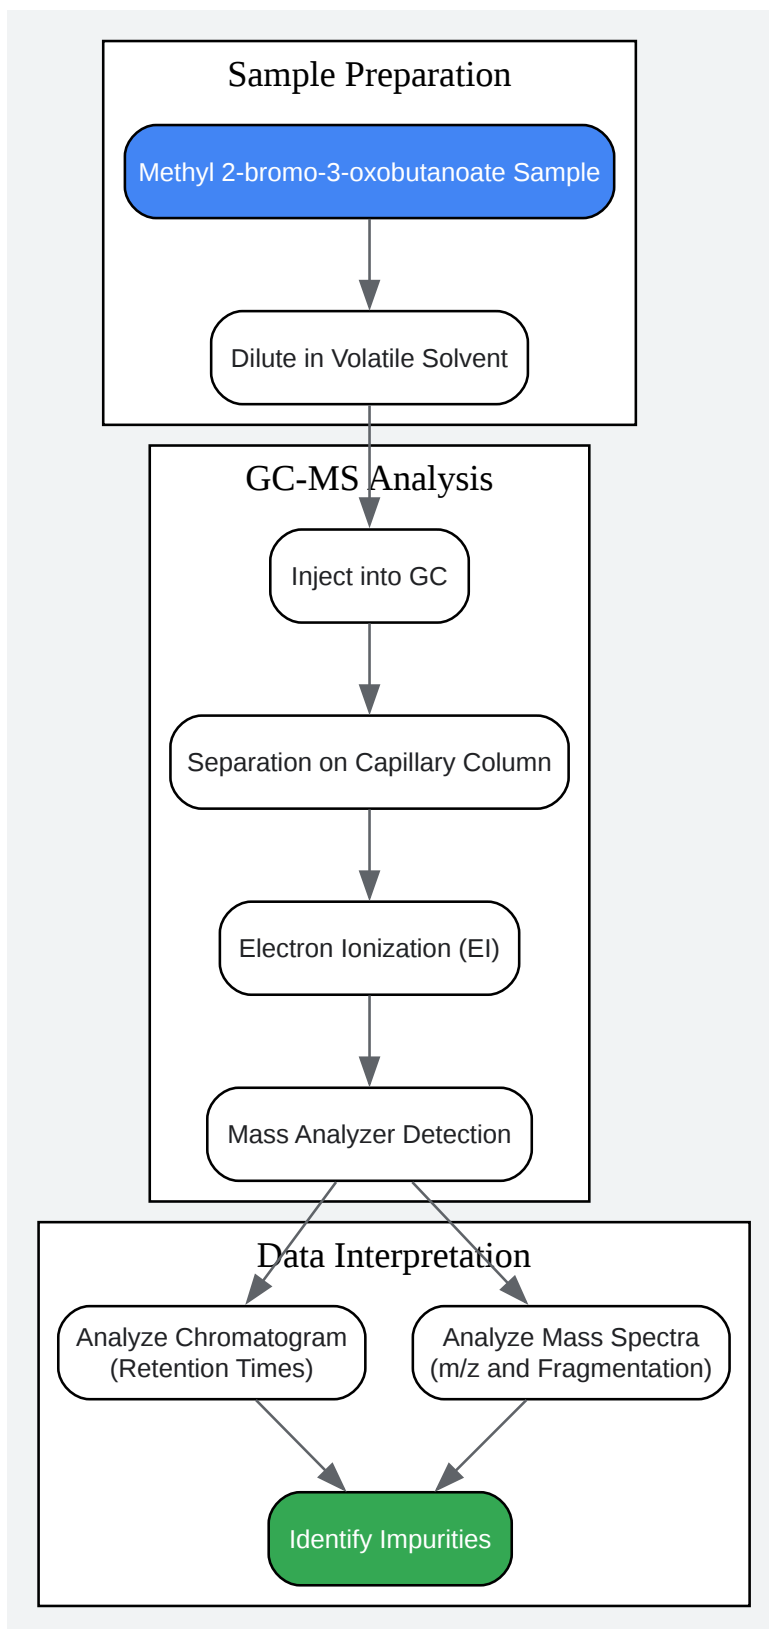 Sample Preparation
Methyl 2-bromo-3-oxobutanoate Sample
Dilute in Volatile Solvent
GC-MS Analysis
Inject into GC
Separation on Capillary Column
Electron Ionization (EI)
Mass Analyzer Detection
Data Interpretation
Analyze Chromatogram
(Retention Times)
Analyze Mass Spectra
(m/z and Fragmentation)
Identify Impurities